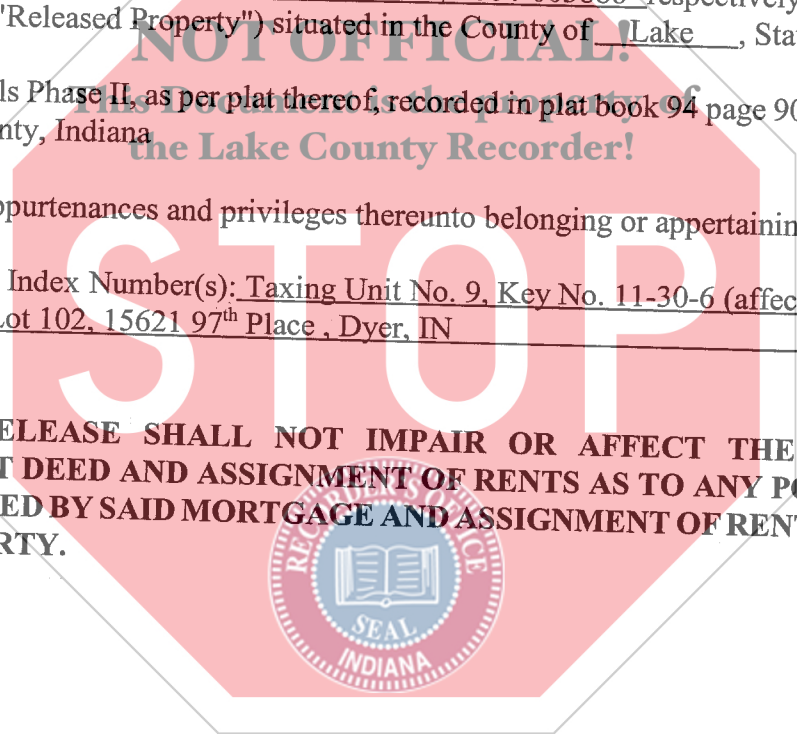 respectively
"Released Property") situated in the County of Lake , Sta
NOT OFFICIAL!
This Document is the property of
ls Phase II, as per plat thereof, recorded in plat book 94 page 90
nty, Indiana
the Lake County Recorder!
ppurtenances and privileges thereunto belonging or appertainin
STOP
Index Number(s): Taxing Unit No. 9, Key No. 11-30-6 (affec
Lot 102, 15621 97th Place , Dyer, IN
ELEASE SHALL NOT IMPAIR OR AFFECT THE
T DEED AND ASSIGNMENT OF RENTS AS TO ANY PO
ED BY SAID MORTGAGE AND ASSIGNMENT OF RENT
RTY.
RECORDER'S OFFICE
SEAL
INDIANA